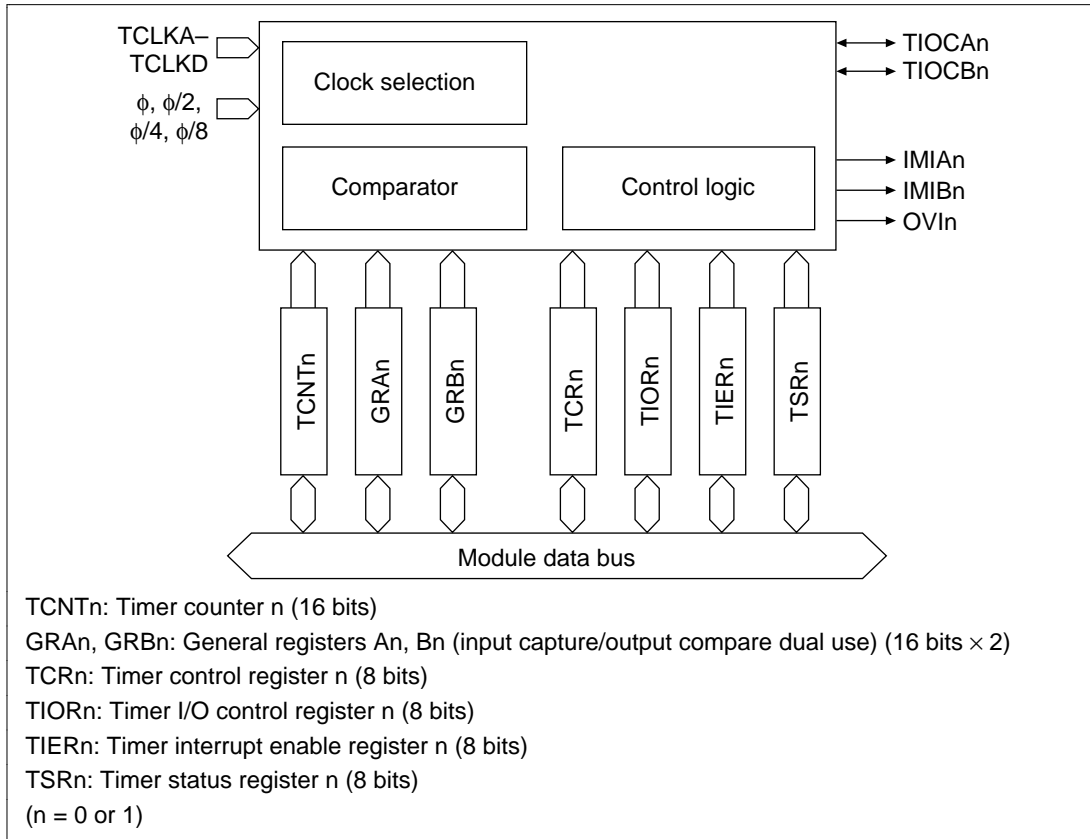 TCLKA–
TCLKD
ϕ, ϕ/2,
ϕ/4, ϕ/8
Clock selection
Comparator
Control logic
TIOCAn
TIOCBn
IMIAn
IMIBn
OVIn
TCNTn
GRAn
GRBn
TCRn
TIORn
TIERn
TSRn
Module data bus
TCNTn: Timer counter n (16 bits)
GRAn, GRBn: General registers An, Bn (input capture/output compare dual use) (16 bits × 2)
TCRn: Timer control register n (8 bits)
TIORn: Timer I/O control register n (8 bits)
TIERn: Timer interrupt enable register n (8 bits)
TSRn: Timer status register n (8 bits)
(n = 0 or 1)